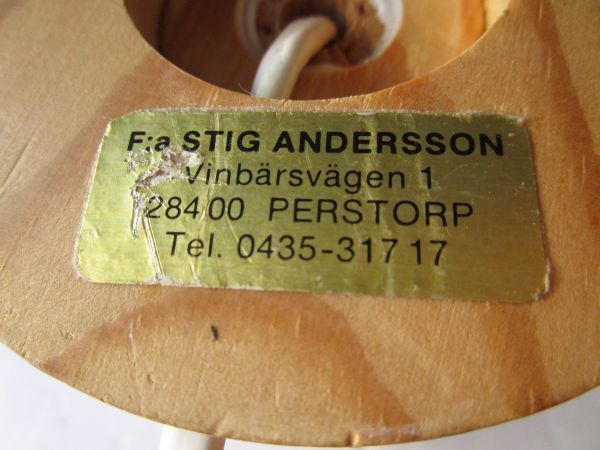 F:a STIG ANDERSSON
Vinbärsvägen 1
284 00 PERSTORP
Tel. 0435-317 17